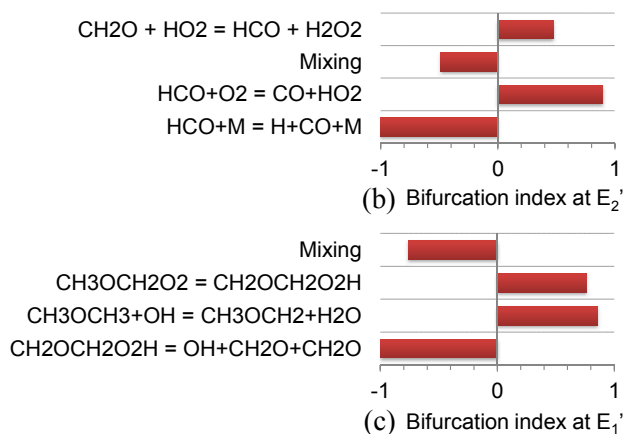 CH2O + HO2 = HCO + H2O2
Mixing
HCO+O2 = CO+HO2
HCO+M = H+CO+M
-1 0 1
(b) Bifurcation index at E2'
Mixing
CH3OCH2O2 = CH2OCH2O2H
CH3OCH3+OH = CH3OCH2+H2O
CH2OCH2O2H = OH+CH2O+CH2O
-1 0 1
(c) Bifurcation index at E1'